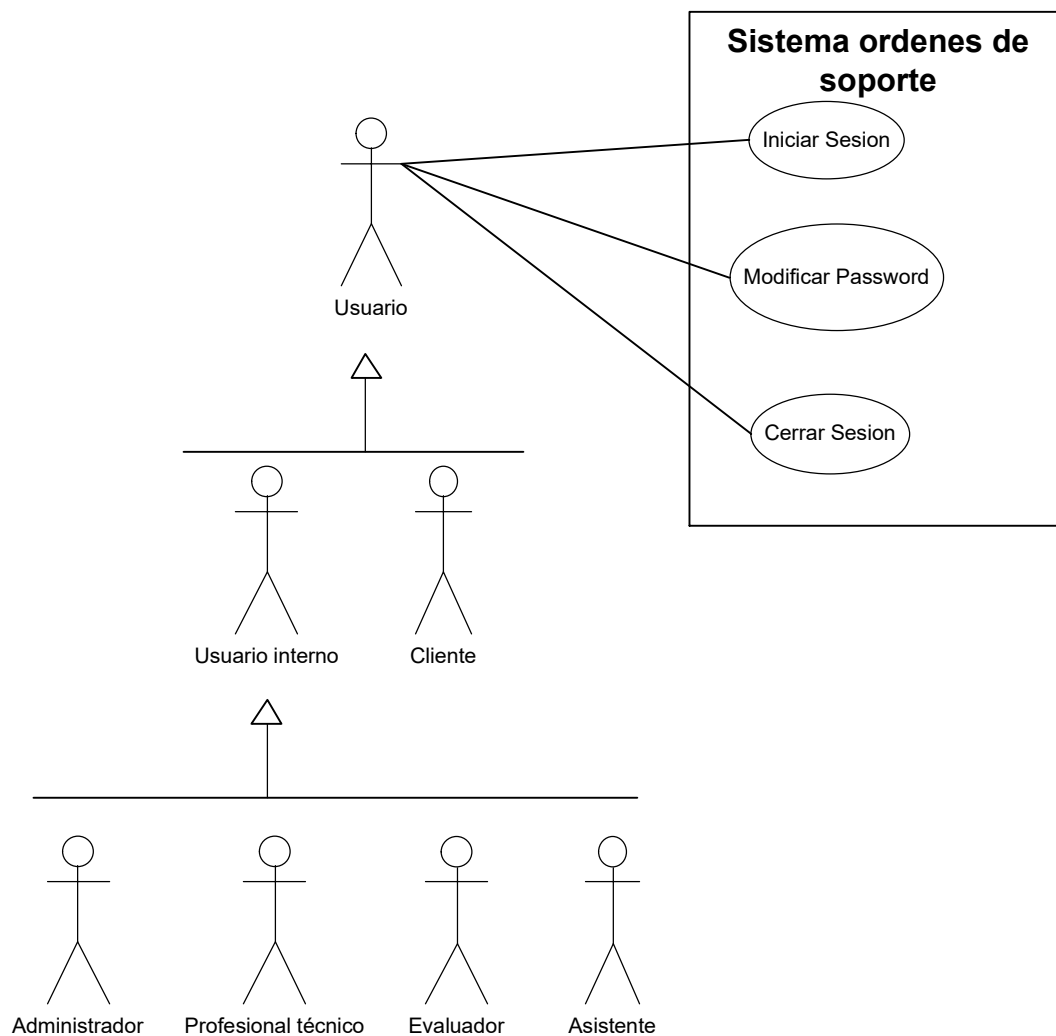 Sistema ordenes de
soporte
Iniciar Sesion
Modificar Password
Usuario
Cerrar Sesion
Usuario interno
Cliente
Administrador
Profesional técnico
Evaluador
Asistente